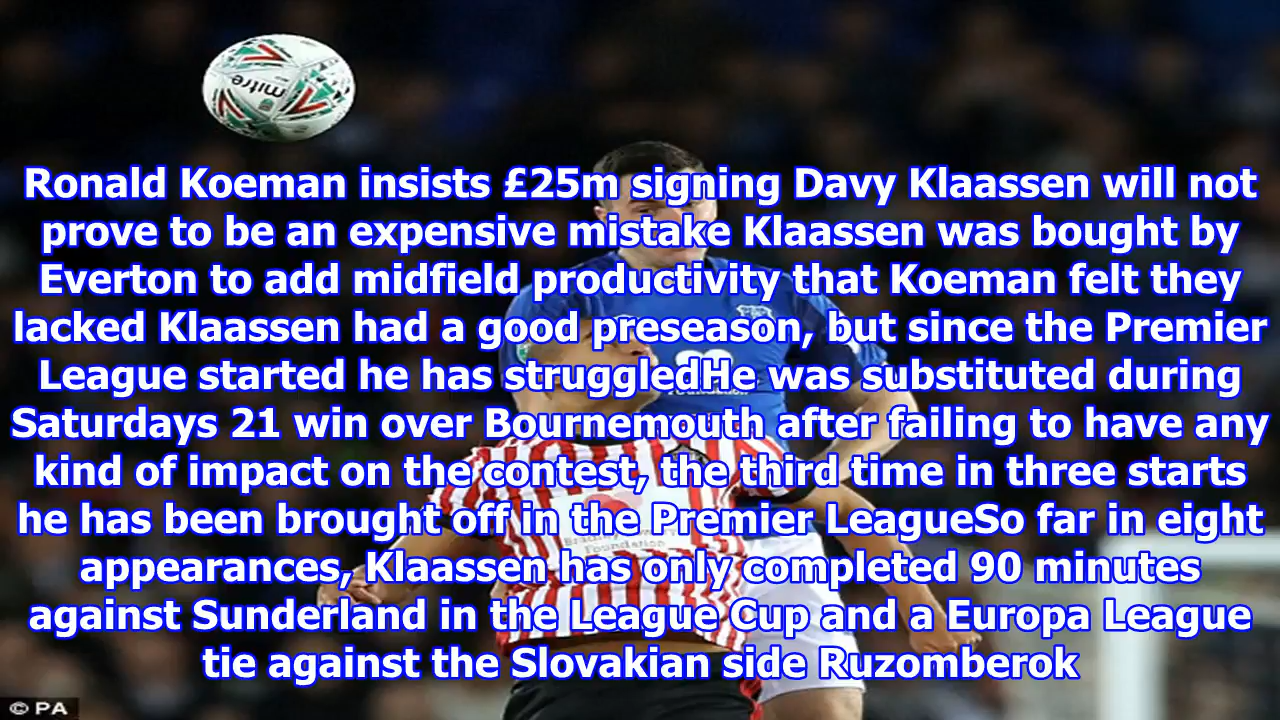 mitre
Ronald Koeman insists £25m signing Davy Klaassen will not
prove to be an expensive mistake Klaassen was bought by
Everton to add midfield productivity that Koeman felt they
lacked Klaassen had a good preseason, but since the Premier
League started he has struggledHe was substituted during
Saturdays 21 win over Bournemouth after failing to have any
kind of impact on the contest, the third time in three starts
he has been brought off in the Premier LeagueSo far in eight
appearances, Klaassen has only completed 90 minutes
against Sunderland in the League Cup and a Europa League
tie against the Slovakian side Ruzomberok
© PA